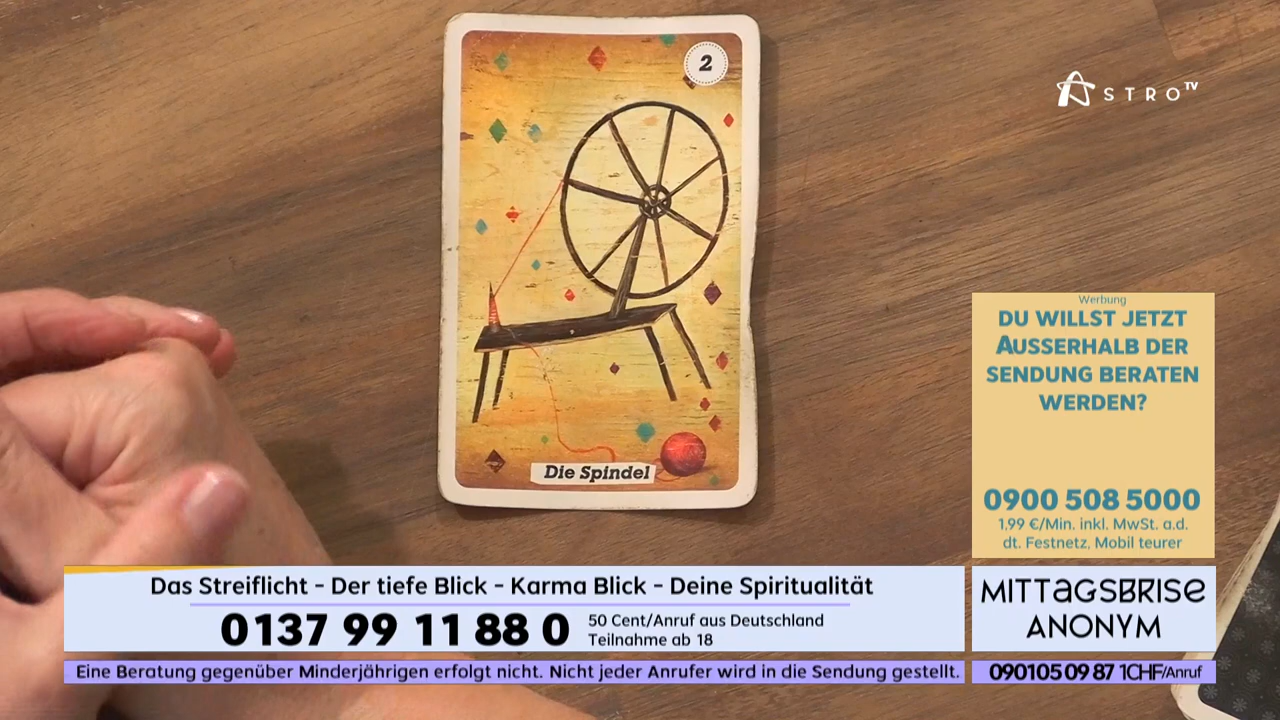 2
ASTRO TV
Die Spindel
Werbung
DU WILLST JETZT
AUSSERHALB DER
SENDUNG BERATEN
WERDEN?
0900 508 5000
1,99 €/Min. inkl. MwSt. a.d.
dt. Festnetz, Mobil teurer
Das Streiflicht - Der tiefe Blick - Karma Blick - Deine Spiritualität
0137 99 11 88 0
50 Cent/Anruf aus Deutschland
Teilnahme ab 18
MITTAGSBRISE
ANONYM
Eine Beratung gegenüber Minderjährigen erfolgt nicht. Nicht jeder Anrufer wird in die Sendung gestellt.
0901 05 09 87 1CHF/Anruf